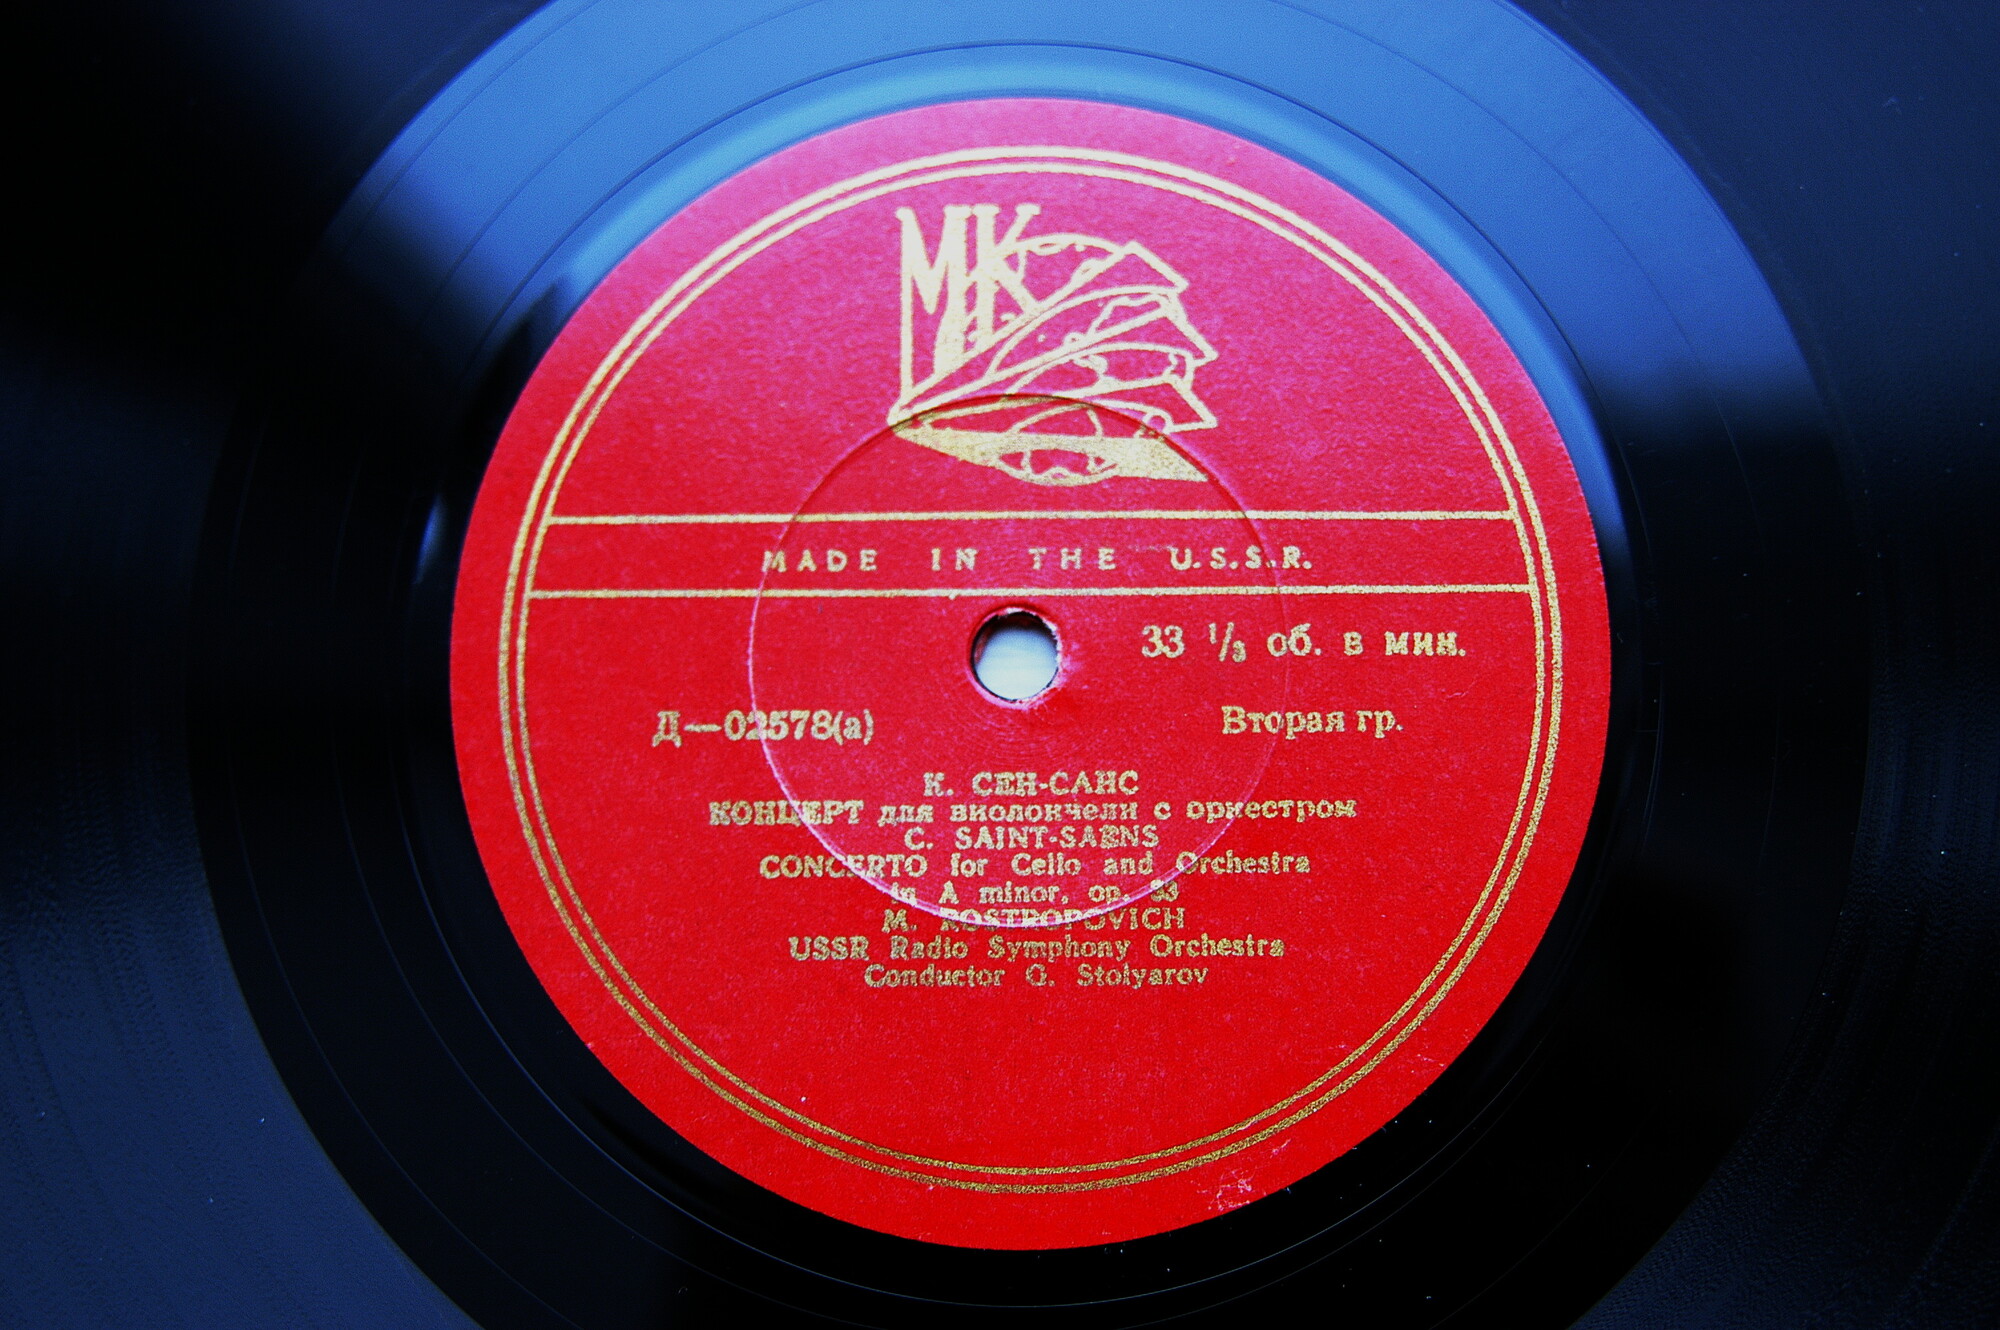 МК
MADE IN THE U.S.S.R.
33 1/3 об. в мин.
Д—02578(а) Вторая гр.
К. СЕН-САНС
КОНЦЕРТ для виолончели с оркестром
C. SAINT-SAENS
CONCERTO for Cello and Orchestra
in A minor, op. 33
M. ROSTROPOVICH
USSR Radio Symphony Orchestra
Conductor G. Stolyarov